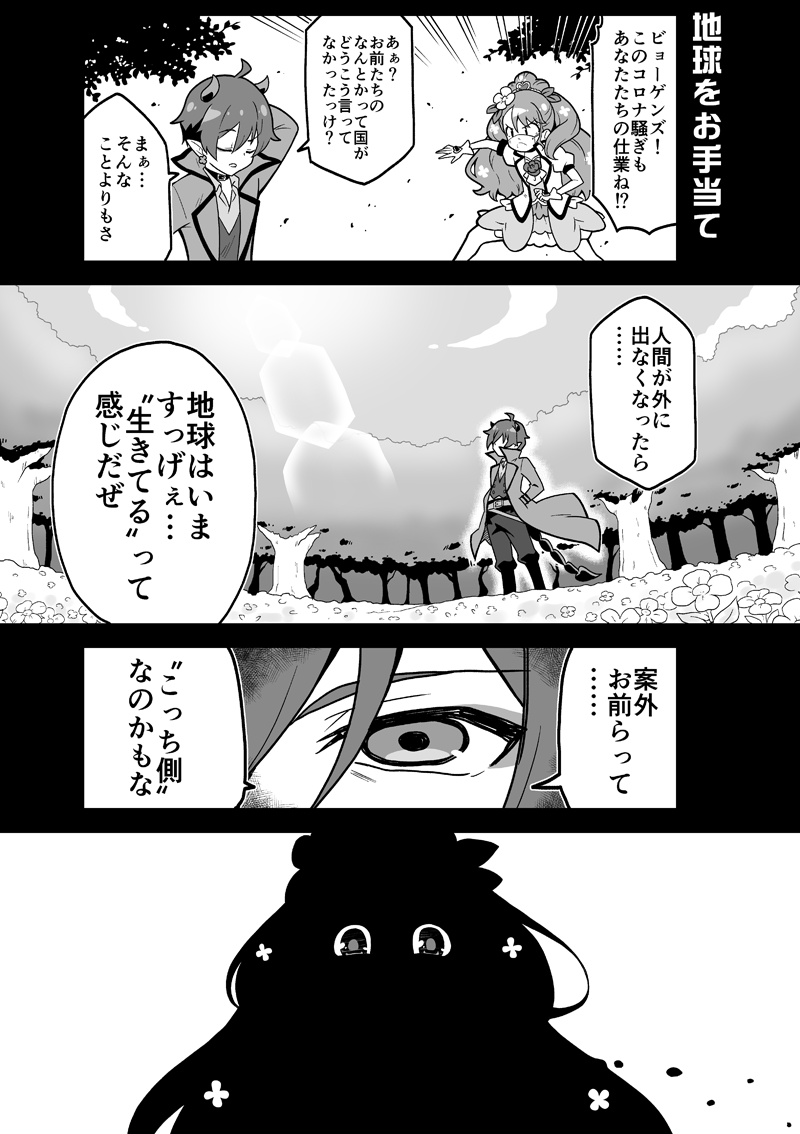 地球をお手当て
ビョーゲンズ!
このコロナ騒ぎも
あなたたちの
仕業ね!?
あぁ?
お前たちの
なんとかって国が
どうこう言って
なかったっけ?
まぁ…
そんな
ことよりもさ
人間が外に
出なくなったら
……
地球はいま
すっげぇ…
〝生きてる〟って
感じだぜ
案外
お前らって
……
〝こっち側〟
なのかもな